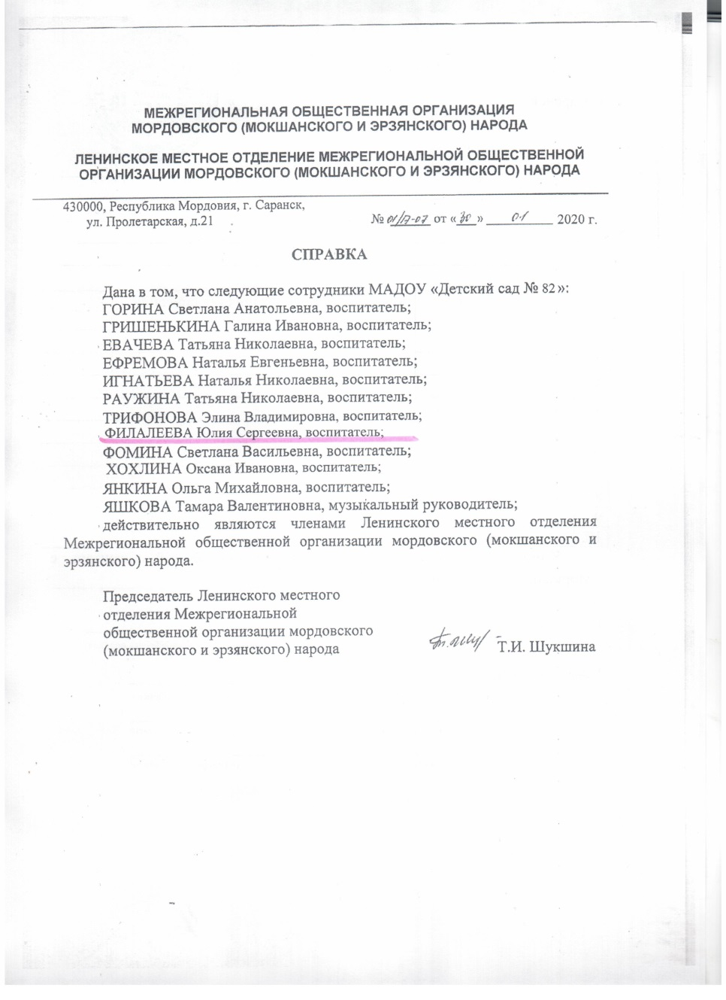 МЕЖРЕГИОНАЛЬНАЯ ОБЩЕСТВЕННАЯ ОРГАНИЗАЦИЯ
МОРДОВСКОГО (МОКШАНСКОГО И ЭРЗЯНСКОГО) НАРОДА
ЛЕНИНСКОЕ МЕСТНОЕ ОТДЕЛЕНИЕ МЕЖРЕГИОНАЛЬНОЙ ОБЩЕСТВЕННОЙ
ОРГАНИЗАЦИИ МОРДОВСКОГО (МОКШАНСКОГО И ЭРЗЯНСКОГО) НАРОДА
430000, Республика Мордовия, г. Саранск,
ул. Пролетарская, д.21
№ 01/17-07 от «30» 01 2020 г.
СПРАВКА
Дана в том, что следующие сотрудники МАДОУ «Детский сад № 82»:
ГОРИНА Светлана Анатольевна, воспитатель;
ГРИШЕНЬКИНА Галина Ивановна, воспитатель;
ЕВАЧЕВА Татьяна Николаевна, воспитатель;
ЕФРЕМОВА Наталья Евгеньевна, воспитатель;
ИГНАТЬЕВА Наталья Николаевна, воспитатель;
РАУЖИНА Татьяна Николаевна, воспитатель;
ТРИФОНОВА Элина Владимировна, воспитатель;
ФИЛАЛЕЕВА Юлия Сергеевна, воспитатель;
ФОМИНА Светлана Васильевна, воспитатель;
ХОХЛИНА Оксана Ивановна, воспитатель;
ЯНКИНА Ольга Михайловна, воспитатель;
ЯШКОВА Тамара Валентиновна, музыкальный руководитель;
действительно являются членами Ленинского местного отделения
Межрегиональной общественной организации мордовского (мокшанского и
эрзянского) народа.
Председатель Ленинского местного
отделения Межрегиональной
общественной организации мордовского
(мокшанского и эрзянского) народа
Т.И. Шукшина